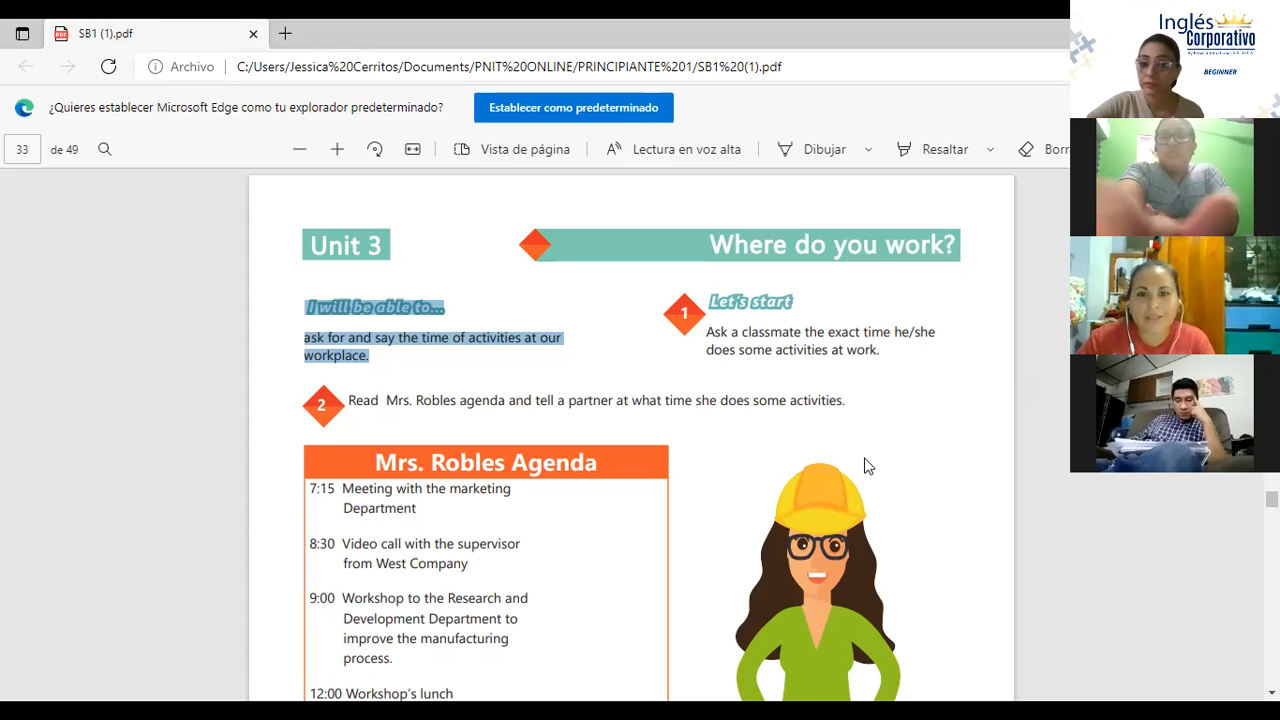 SB1 (1).pdf
Archivo
C:/Users/Jessica%20Cerritos/Documents/PNIT%20ONLINE/PRINCIPIANTE%201/SB1%20(1).pdf
¿Quieres establecer Microsoft Edge como tu explorador predeterminado?
Establecer como predeterminado
33 de 49
Vista de página
Lectura en voz alta
Dibujar
Resaltar
Borr
Inglés
Corporativo
BEGINNER
Unit 3
Where do you work?
I will be able to...
ask for and say the time of activities at our
workplace.
1
Let's start
Ask a classmate the exact time he/she
does some activities at work.
2
Read Mrs. Robles agenda and tell a partner at what time she does some activities.
Mrs. Robles Agenda
7:15 Meeting with the marketing
Department
8:30 Video call with the supervisor
from West Company
9:00 Workshop to the Research and
Development Department to
improve the manufacturing
process.
12:00 Workshop's lunch